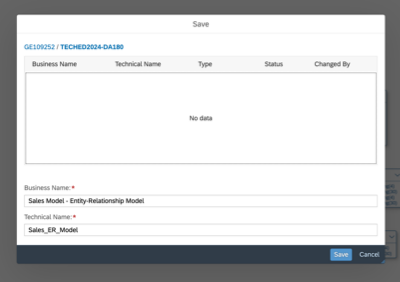 Save
GE109252 / TECHED2024-DA180
Business Name Technical Name Type Status Changed By
No data
Business Name: *
Sales Model - Entity-Relationship Model
Technical Name: *
Sales_ER_Model
Save Cancel